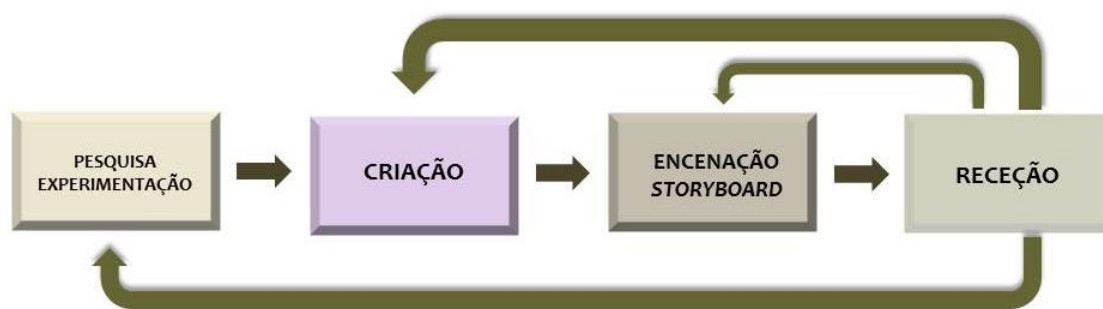 PESQUISA
EXPERIMENTAÇÃO
CRIAÇÃO
ENCENAÇÃO
STORYBOARD
RECEÇÃO